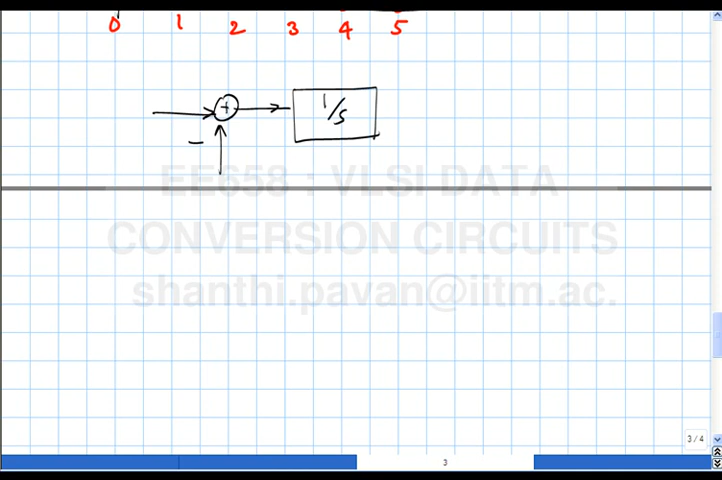 0 1 2 3 4 5
+
1/s
−
EE658 : VLSI DATA
CONVERSION CIRCUITS
shanthi.pavan@iitm.ac.
3 / 4
3